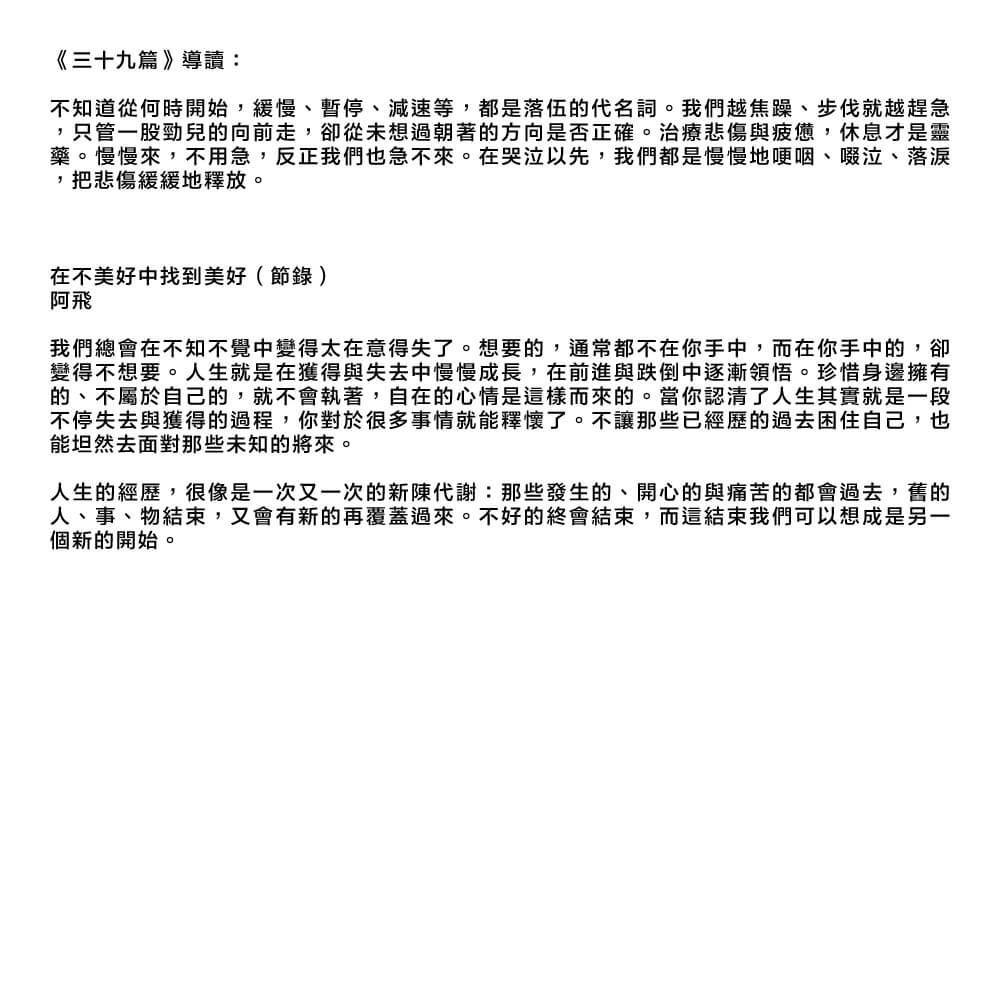 《三十九篇》導讀：
不知道從何時開始，緩慢、暫停、減速等，都是落伍的代名詞。我們越焦躁、步伐就越趕急
，只管一股勁兒的向前走，卻從未想過朝著的方向是否正確。治療悲傷與疲憊，休息才是靈
藥。慢慢來，不用急，反正我們也急不來。在哭泣以先，我們都是慢慢地哽咽、啜泣、落淚
，把悲傷緩緩地釋放。
在不美好中找到美好（節錄）
阿飛
我們總會在不知不覺中變得太在意得失了。想要的，通常都不在你手中，而在你手中的，卻
變得不想要。人生就是在獲得與失去中慢慢成長，在前進與跌倒中逐漸領悟。珍惜身邊擁有
的、不屬於自己的，就不會執著，自在的心情是這樣而來的。當你認清了人生其實就是一段
不停失去與獲得的過程，你對於很多事情就能釋懷了。不讓那些已經歷的過去困住自己，也
能坦然去面對那些未知的將來。
人生的經歷，很像是一次又一次的新陳代謝：那些發生的、開心的與痛苦的都會過去，舊的
人、事、物結束，又會有新的再覆蓋過來。不好的終會結束，而這結束我們可以想成是另一
個新的開始。